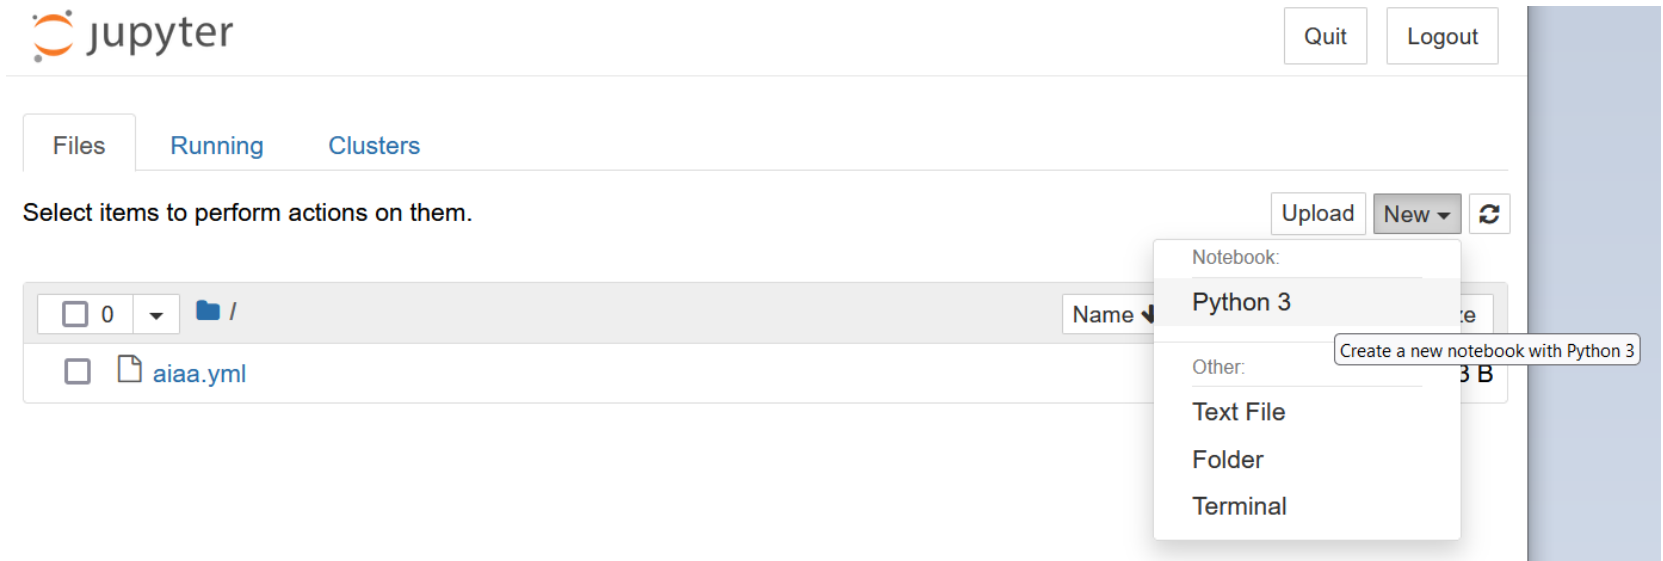 jupyter
Quit Logout
Files Running Clusters
Select items to perform actions on them.
Upload New
Notebook:
Python 3
0 /
Name
Create a new notebook with Python 3
Other:
aiaa.yml
B
Text File
Folder
Terminal